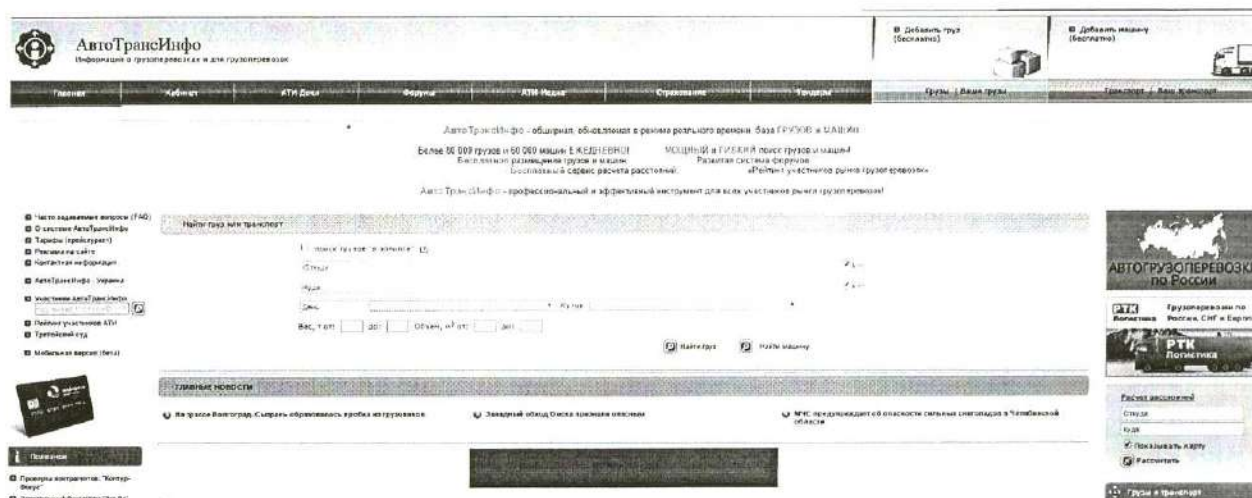 АвтоТрансИнфо
Информация о грузоперевозках и для грузоперевозок
Добавить груз
(бесплатно)
Добавить машину
(бесплатно)
Главная
Кабинет
АТИ-Доки
Форумы
АТИ-Медиа
Страхование
Тендеры
Грузы | Ваши грузы
Транспорт | Ваш транспорт
АвтоТрансИнфо - обширная, обновляемая в режиме реального времени, база ГРУЗОВ и МАШИН
Более 80 000 грузов и 60 000 машин ЕЖЕДНЕВНО! МОЩНЫЙ и ГИБКИЙ поиск грузов и машин!
Бесплатное размещение грузов и машин Развитая система форумов
Бесплатный сервис расчета расстояний. «Рейтинг участников рынка грузоперевозок»
АвтоТрансИнфо - профессиональный и эффективный инструмент для всех участников рынка грузоперевозок!
Часто задаваемые вопросы (FAQ)
О системе АвтоТрансИнфо
Тарифы (прейскурант)
Реклама на сайте
Контактная информация
АвтоТрансИнфо - Украина
Участники АвтоТрансИнфо
Рейтинг участников АТИ
Третейский суд
Мобильная версия (бета)
Найти груз или транспорт
Откуда
Куда
Вес, т от: до: Объем, м³ от: до:
Найти груз
Найти машину
ГЛАВНЫЕ НОВОСТИ
На трассе Волгоград-Сызрань образовалась пробка из грузовиков
Западный обход Омска признали опасным
МЧС предупреждает об опасности сильных снегопадов в Челябинской
области
АВТОГРУЗОПЕРЕВОЗКИ
ПО РОССИИ
РТК
Логистика
Грузоперевозки по
России, СНГ и Европе
РТК
Логистика
Расчет расстояний
Откуда
Куда
Показывать карту
Рассчитать
Грузы и транспорт
Полезное
Проверка контрагентов. "Контур-
Фокус"